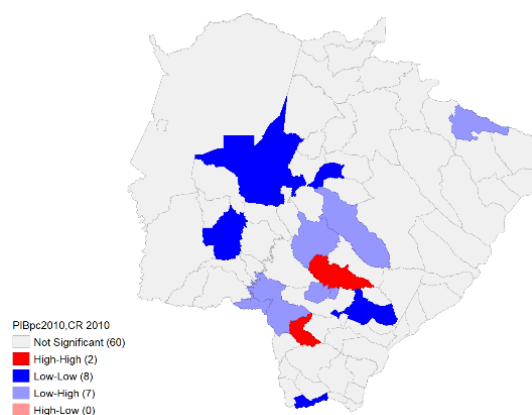 PIBpc2010,CR 2010
Not Significant (60)
High-High (2)
Low-Low (8)
Low-High (7)
High-Low (0)